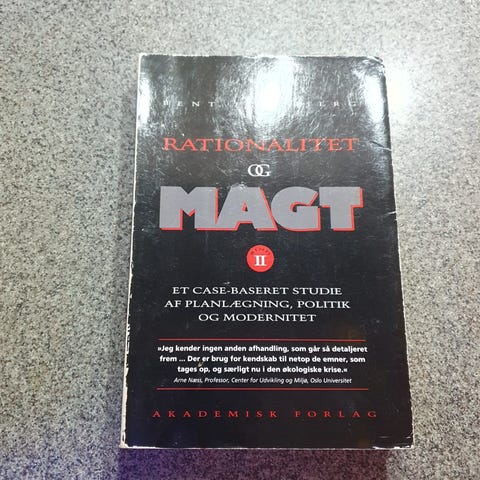 BENT
RATIONALITET
OG
MAGT
BIND
II
ET CASE-BASERET STUDIE
AF PLANLÆGNING, POLITIK
OG MODERNITET
»Jeg kender ingen anden afhandling, som går så detaljeret
frem ... Der er brug for kendskab til netop de emner, som
tages op, og særligt nu i den økologiske krise.«
Arne Næss, Professor, Center for Udvikling og Miljø, Oslo Universitet
AKADEMISK FORLAG